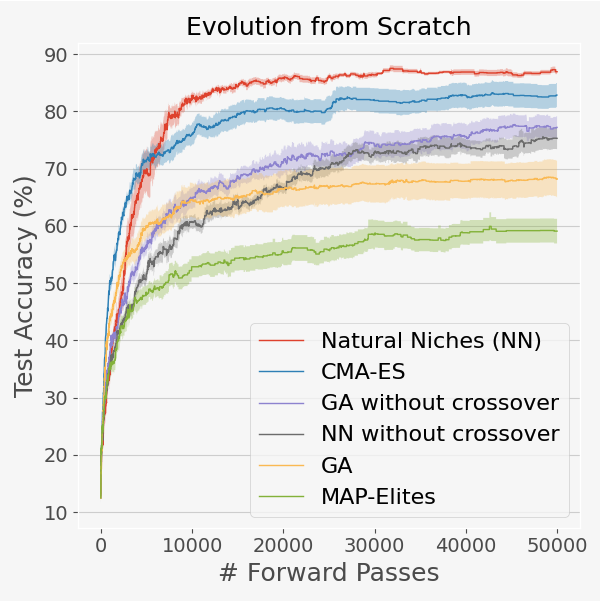 Evolution from Scratch
Test Accuracy (%)
90
80
70
60
50
40
30
20
10
Natural Niches (NN)
CMA-ES
GA without crossover
NN without crossover
GA
MAP-Elites
0 10000 20000 30000 40000 50000
# Forward Passes